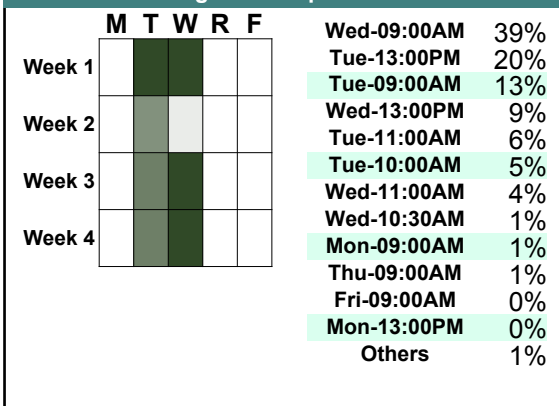 M T W R F
Week 1
Week 2
Week 3
Week 4
Wed-09:00AM 39%
Tue-13:00PM 20%
Tue-09:00AM 13%
Wed-13:00PM 9%
Tue-11:00AM 6%
Tue-10:00AM 5%
Wed-11:00AM 4%
Wed-10:30AM 1%
Mon-09:00AM 1%
Thu-09:00AM 1%
Fri-09:00AM 0%
Mon-13:00PM 0%
Others 1%